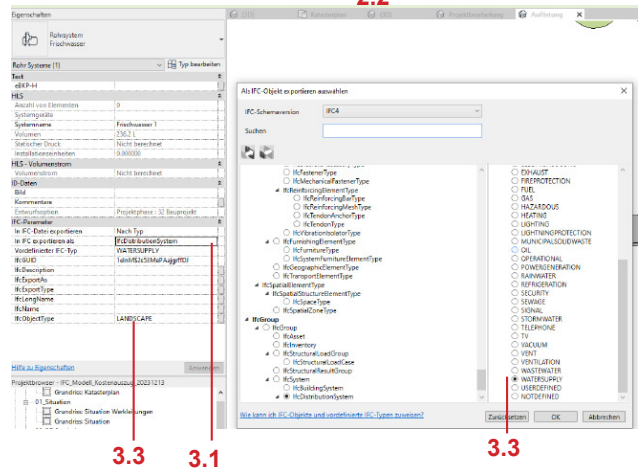 2.2
Eigenschaften
Rohrsystem
Frischwasser
Rohr Systeme (1)
Typ bearbeiten
Text
eBKP-H
HLS
Anzahl von Elementen 0
Systemgeräte
Systemname Frischwasser 1
Volumen 236.2 L
Statischer Druck Nicht berechnet
Installationseinheiten 0.000000
HLS - Volumenstrom
Volumenstrom Nicht berechnet
ID-Daten
Bild
Kommentare
Entwurfsoption Projektphase : 32 Bauprojekt
IFC-Parameter
In IFC-Datei exportieren Nach Typ
In IFC exportieren als IfcDistributionSystem
Vordefinierter IFC-Typ WATERSUPPLY
IfcGUID
IfcDescription
IfcExportAs
IfcExportType
IfcLongName
IfcName
IfcObjectType LANDSCAPE
Hilfe zu Eigenschaften
Anwenden
Projektbrowser - IFC_Modell_Kostenauszug_20231213
Grundriss: Katasterplan
01_Situation
Grundriss: Situation Werkleitungen
Grundriss: Situation
{3D}
Katasterplan
Projektbearbeitung
Auflistung
Als IFC-Objekt exportieren auswählen
IFC-Schemaversion IFC4
Suchen
IfcFastenerType
IfcMechanicalFastenerType
IfcReinforcingElementType
IfcReinforcingBarType
IfcReinforcingMeshType
IfcTendonAnchorType
IfcTendonType
IfcVibrationIsolatorType
IfcFurnishingElementType
IfcFurnitureType
IfcSystemFurnitureElementType
IfcGeographicElementType
IfcTransportElementType
IfcSpatialElementType
IfcSpatialStructureElementType
IfcSpaceType
IfcSpatialZoneType
IfcGroup
IfcGroup
IfcAsset
IfcInventory
IfcStructuralLoadGroup
IfcStructuralLoadCase
IfcStructuralResultGroup
IfcSystem
IfcBuildingSystem
IfcDistributionSystem
EXHAUST
FIREPROTECTION
FUEL
GAS
HAZARDOUS
HEATING
LIGHTING
LIGHTNINGPROTECTION
MUNICIPALSOLIDWASTE
OIL
OPERATIONAL
POWERGENERATION
RAINWATER
REFRIGERATION
SECURITY
SEWAGE
SIGNAL
STORMWATER
TELEPHONE
TV
VACUUM
VENT
VENTILATION
WASTEWATER
WATERSUPPLY
USERDEFINED
NOTDEFINED
Wie kann ich IFC-Objekte und vordefinierte IFC-Typen zuweisen?
Zurücksetzen OK Abbrechen
3.3
3.1
3.3